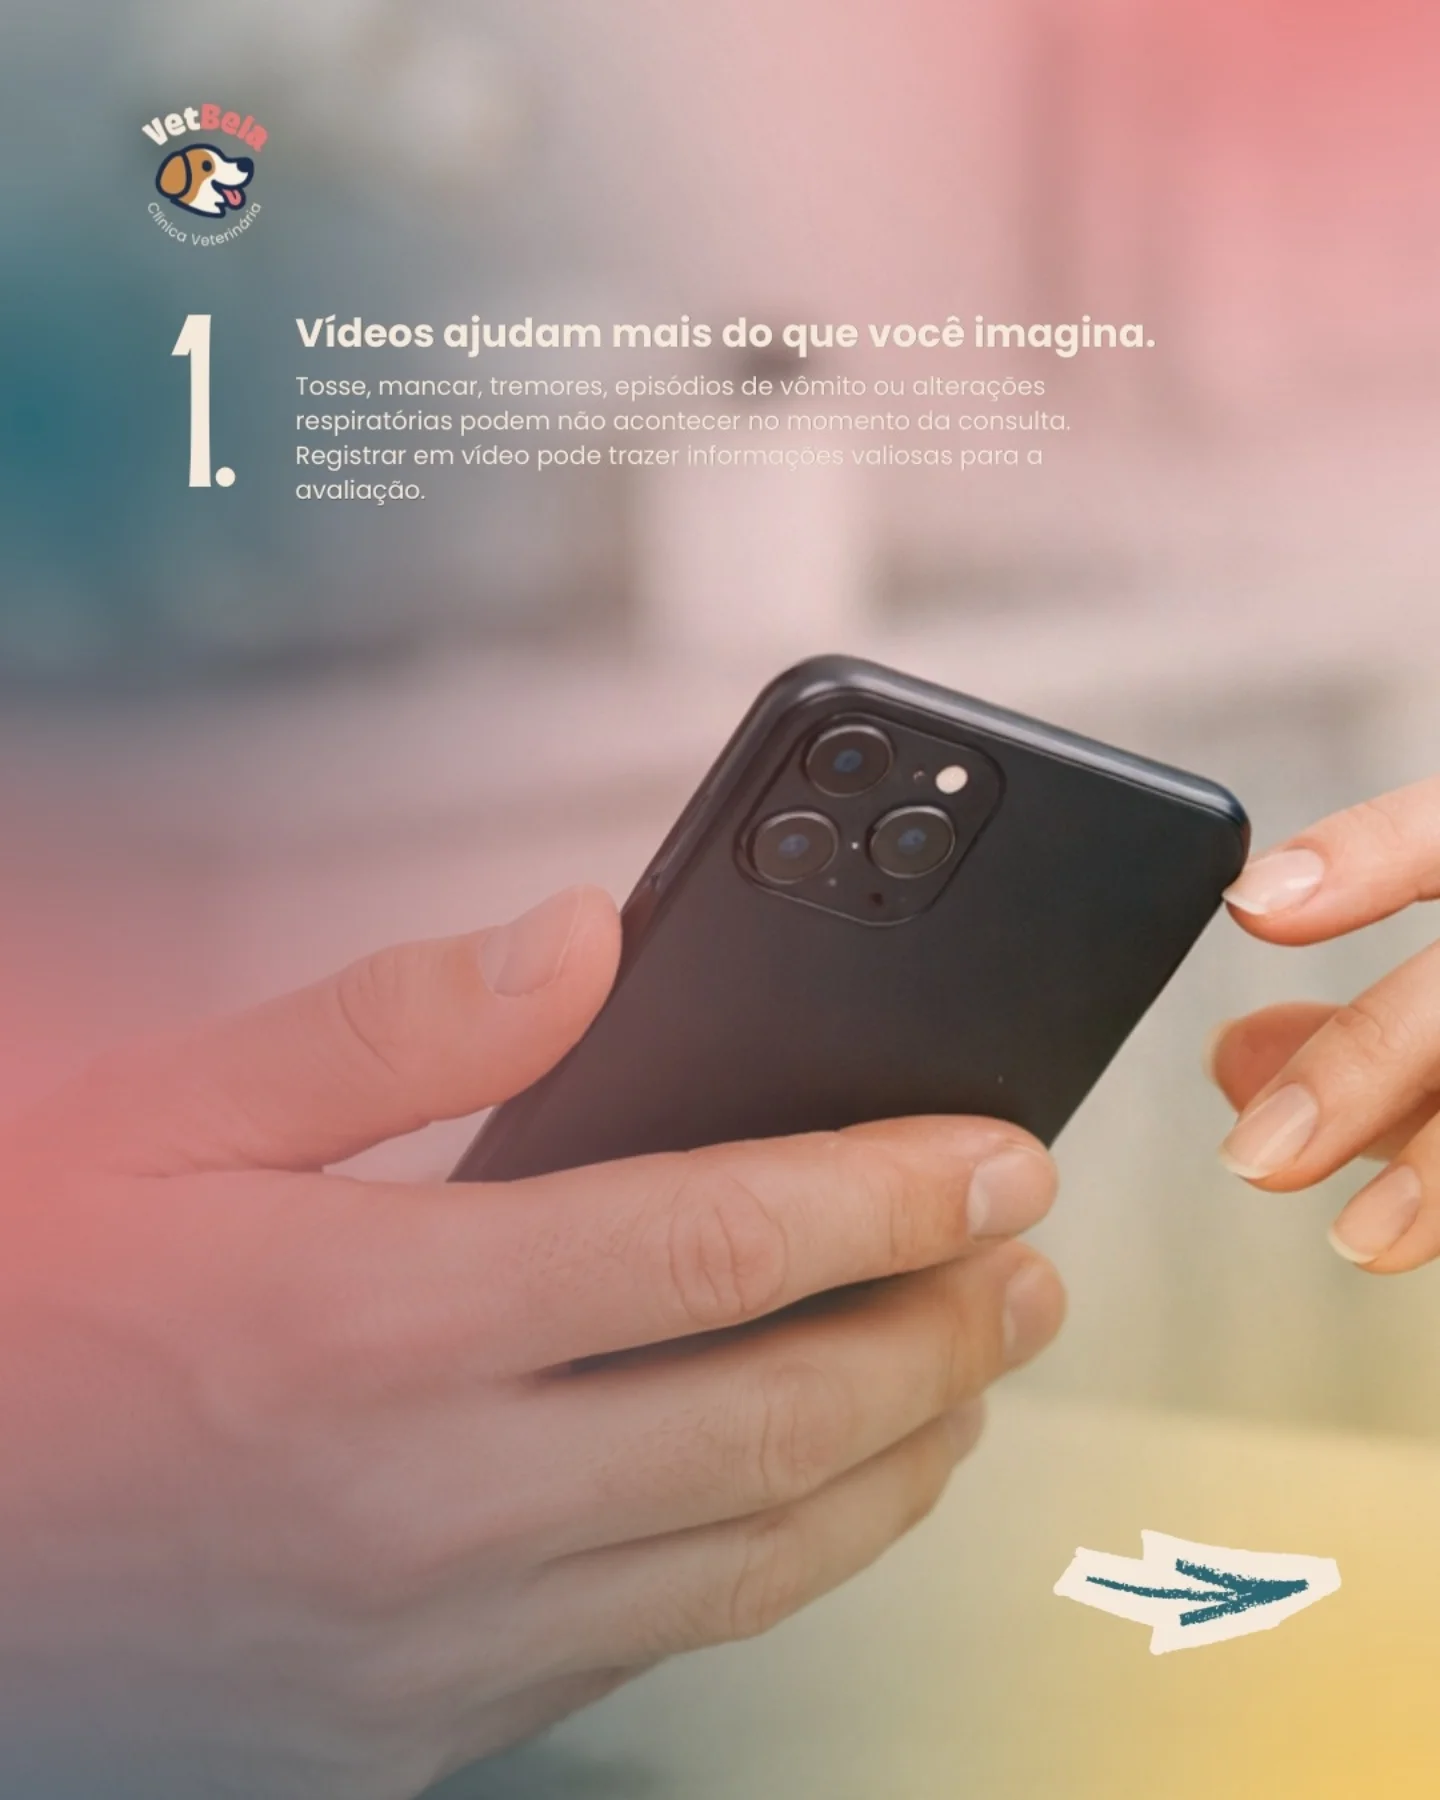 VetBela
Clínica Veterinária
1.
Vídeos ajudam mais do que você imagina.
Tosse, mancar, tremores, episódios de vômito ou alterações
respiratórias podem não acontecer no momento da consulta.
Registrar em vídeo pode trazer informações valiosas para a
avaliação.